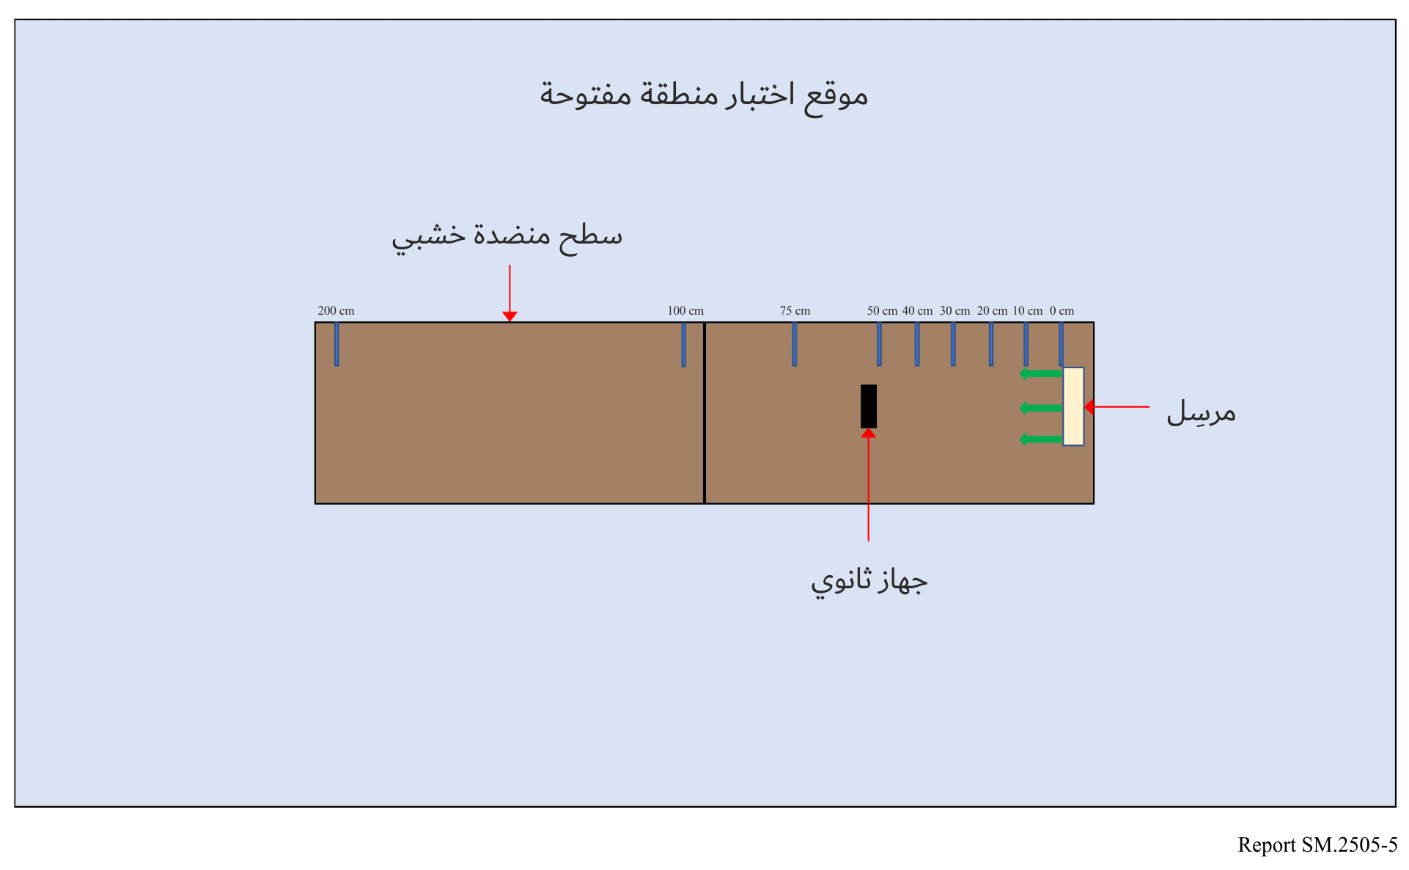 موقع اختبار منطقة مفتوحة
سطح منضدة خشبي
200 cm 100 cm 75 cm 50 cm 40 cm 30 cm 20 cm 10 cm 0 cm
مرسِل
جهاز ثانوي
Report SM.2505-5